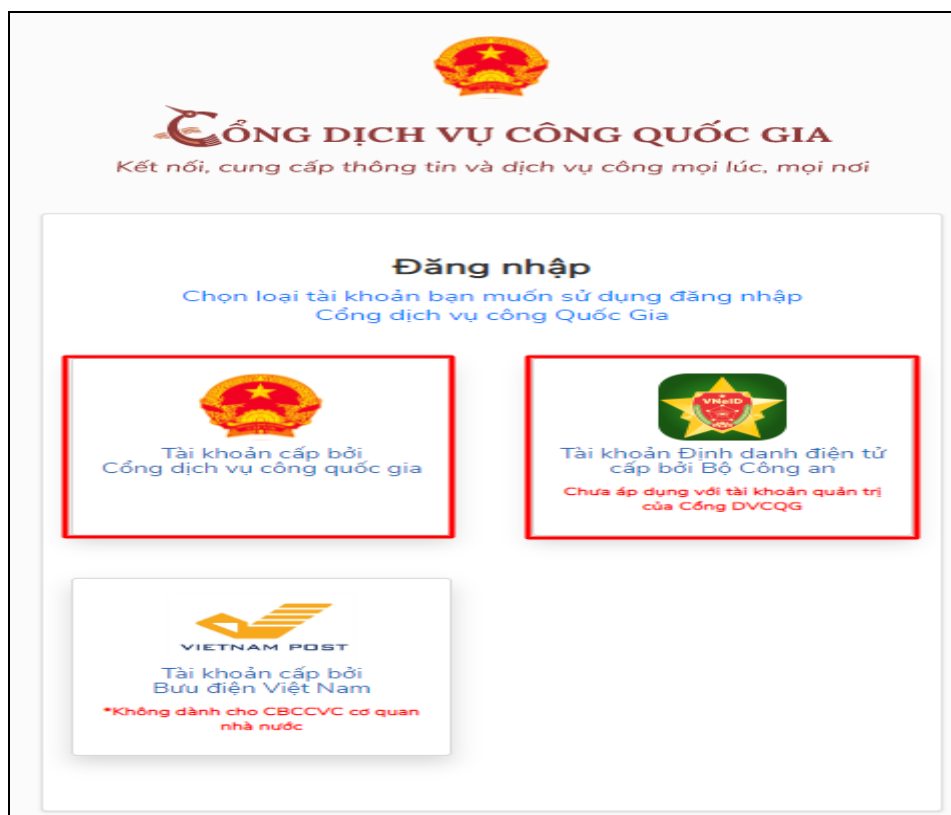 CỔNG DỊCH VỤ CÔNG QUỐC GIA
Kết nối, cung cấp thông tin và dịch vụ công mọi lúc, mọi nơi
Đăng nhập
Chọn loại tài khoản bạn muốn sử dụng đăng nhập
Cổng dịch vụ công Quốc Gia
Tài khoản cấp bởi
Cổng dịch vụ công quốc gia
VNeID
Tài khoản Định danh điện tử
cấp bởi Bộ Công an
Chưa áp dụng với tài khoản quản trị
của Cổng DVCQG
VIETNAM POST
Tài khoản cấp bởi
Bưu điện Việt Nam
*Không dành cho CBCCVC cơ quan
nhà nước